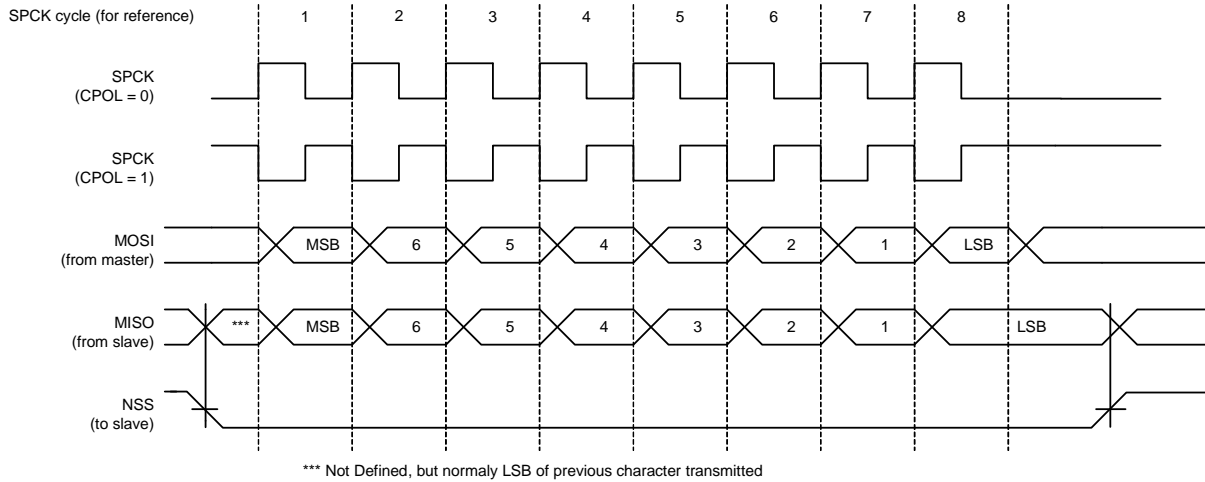 SPCK cycle (for reference) 1 2 3 4 5 6 7 8
SPCK
(CPOL = 0)
SPCK
(CPOL = 1)
MOSI
(from master)
MSB 6 5 4 3 2 1 LSB
MISO
(from slave)
*** MSB 6 5 4 3 2 1 LSB
NSS
(to slave)
*** Not Defined, but normaly LSB of previous character transmitted